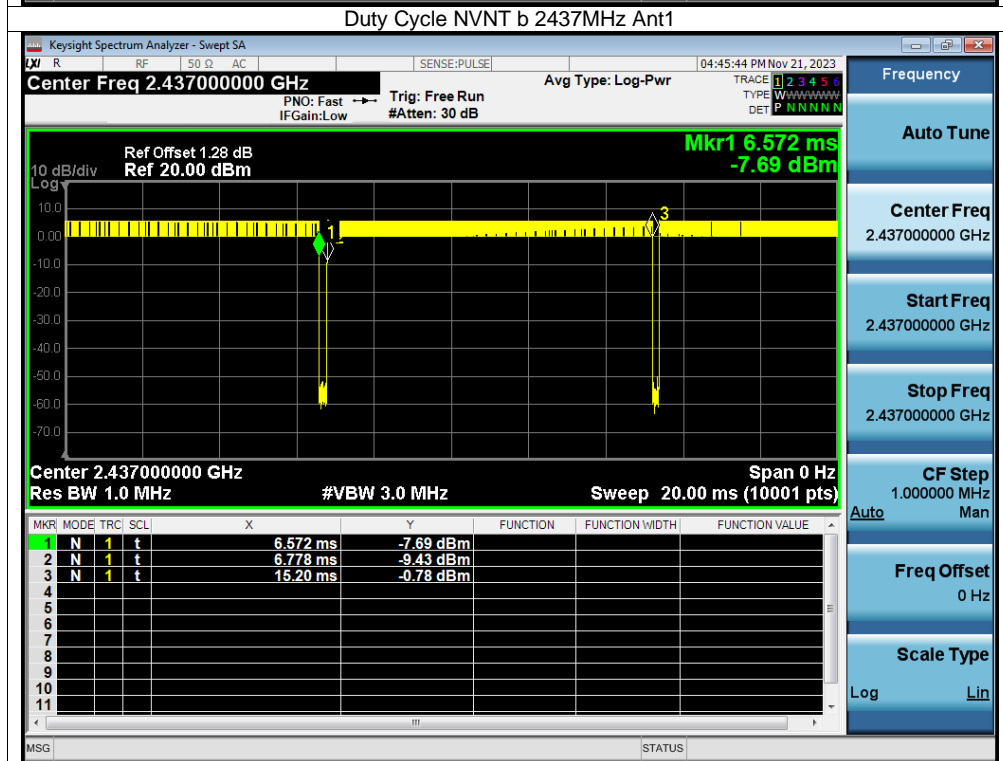 Duty Cycle NVNT b 2437MHz Ant1
Keysight Spectrum Analyzer - Swept SA
LXI R RF 50 Ω AC SENSE:PULSE 04:45:44 PM Nov 21, 2023
Center Freq 2.437000000 GHz
PNO: Fast
IFGain:Low
Trig: Free Run
#Atten: 30 dB
Avg Type: Log-Pwr
TRACE 1 2 3 4 5 6
TYPE WWWWWW
DET P N N N N N
Mkr1 6.572 ms
-7.69 dBm
Ref Offset 1.28 dB
10 dB/div Ref 20.00 dBm
Log
10.0
0.00
-10.0
-20.0
-30.0
-40.0
-50.0
-60.0
-70.0
1
2
3
Center 2.437000000 GHz Span 0 Hz
Res BW 1.0 MHz #VBW 3.0 MHz Sweep 20.00 ms (10001 pts)
MKR MODE TRC SCL X Y FUNCTION FUNCTION WIDTH FUNCTION VALUE
1 N 1 t 6.572 ms -7.69 dBm
2 N 1 t 6.778 ms -9.43 dBm
3 N 1 t 15.20 ms -0.78 dBm
4
5
6
7
8
9
10
11
MSG STATUS
Frequency
Auto Tune
Center Freq
2.437000000 GHz
Start Freq
2.437000000 GHz
Stop Freq
2.437000000 GHz
CF Step
1.000000 MHz
Auto Man
Freq Offset
0 Hz
Scale Type
Log Lin